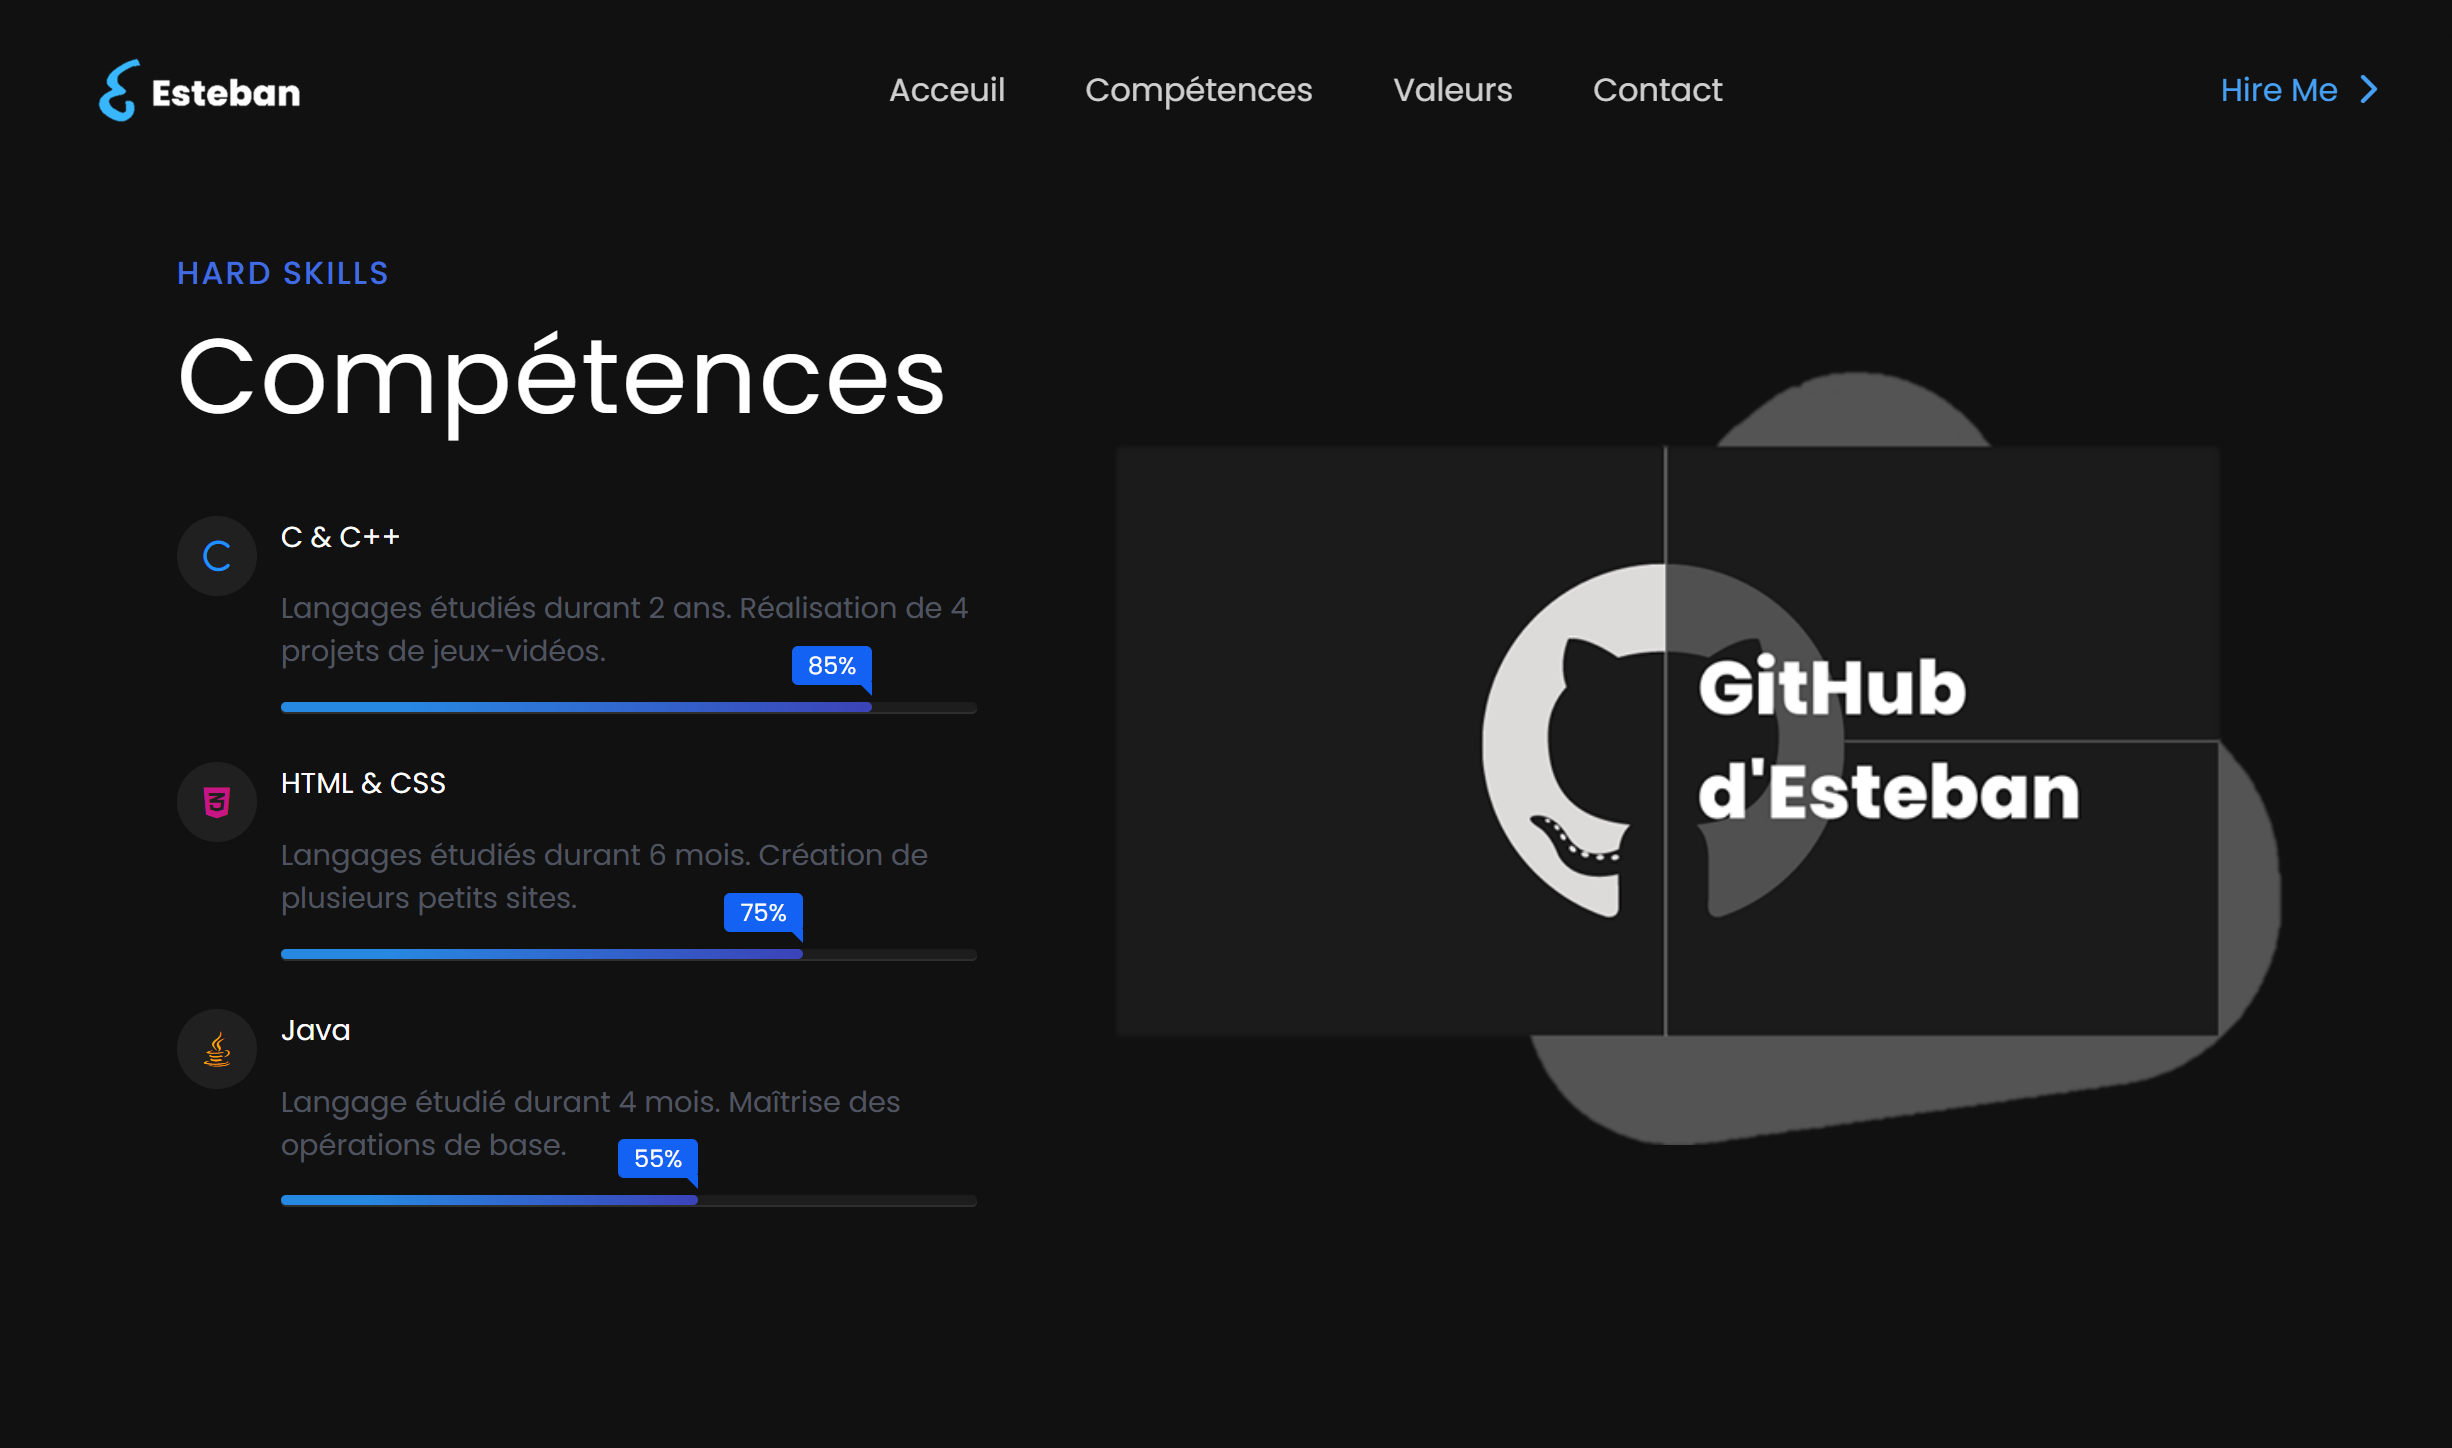 Esteban
Acceuil
Compétences
Valeurs
Contact
Hire Me
HARD SKILLS
Compétences
C & C++
Langages étudiés durant 2 ans. Réalisation de 4
projets de jeux-vidéos.
85%
HTML & CSS
Langages étudiés durant 6 mois. Création de
plusieurs petits sites.
75%
Java
Langage étudié durant 4 mois. Maîtrise des
opérations de base.
55%
GitHub
d'Esteban